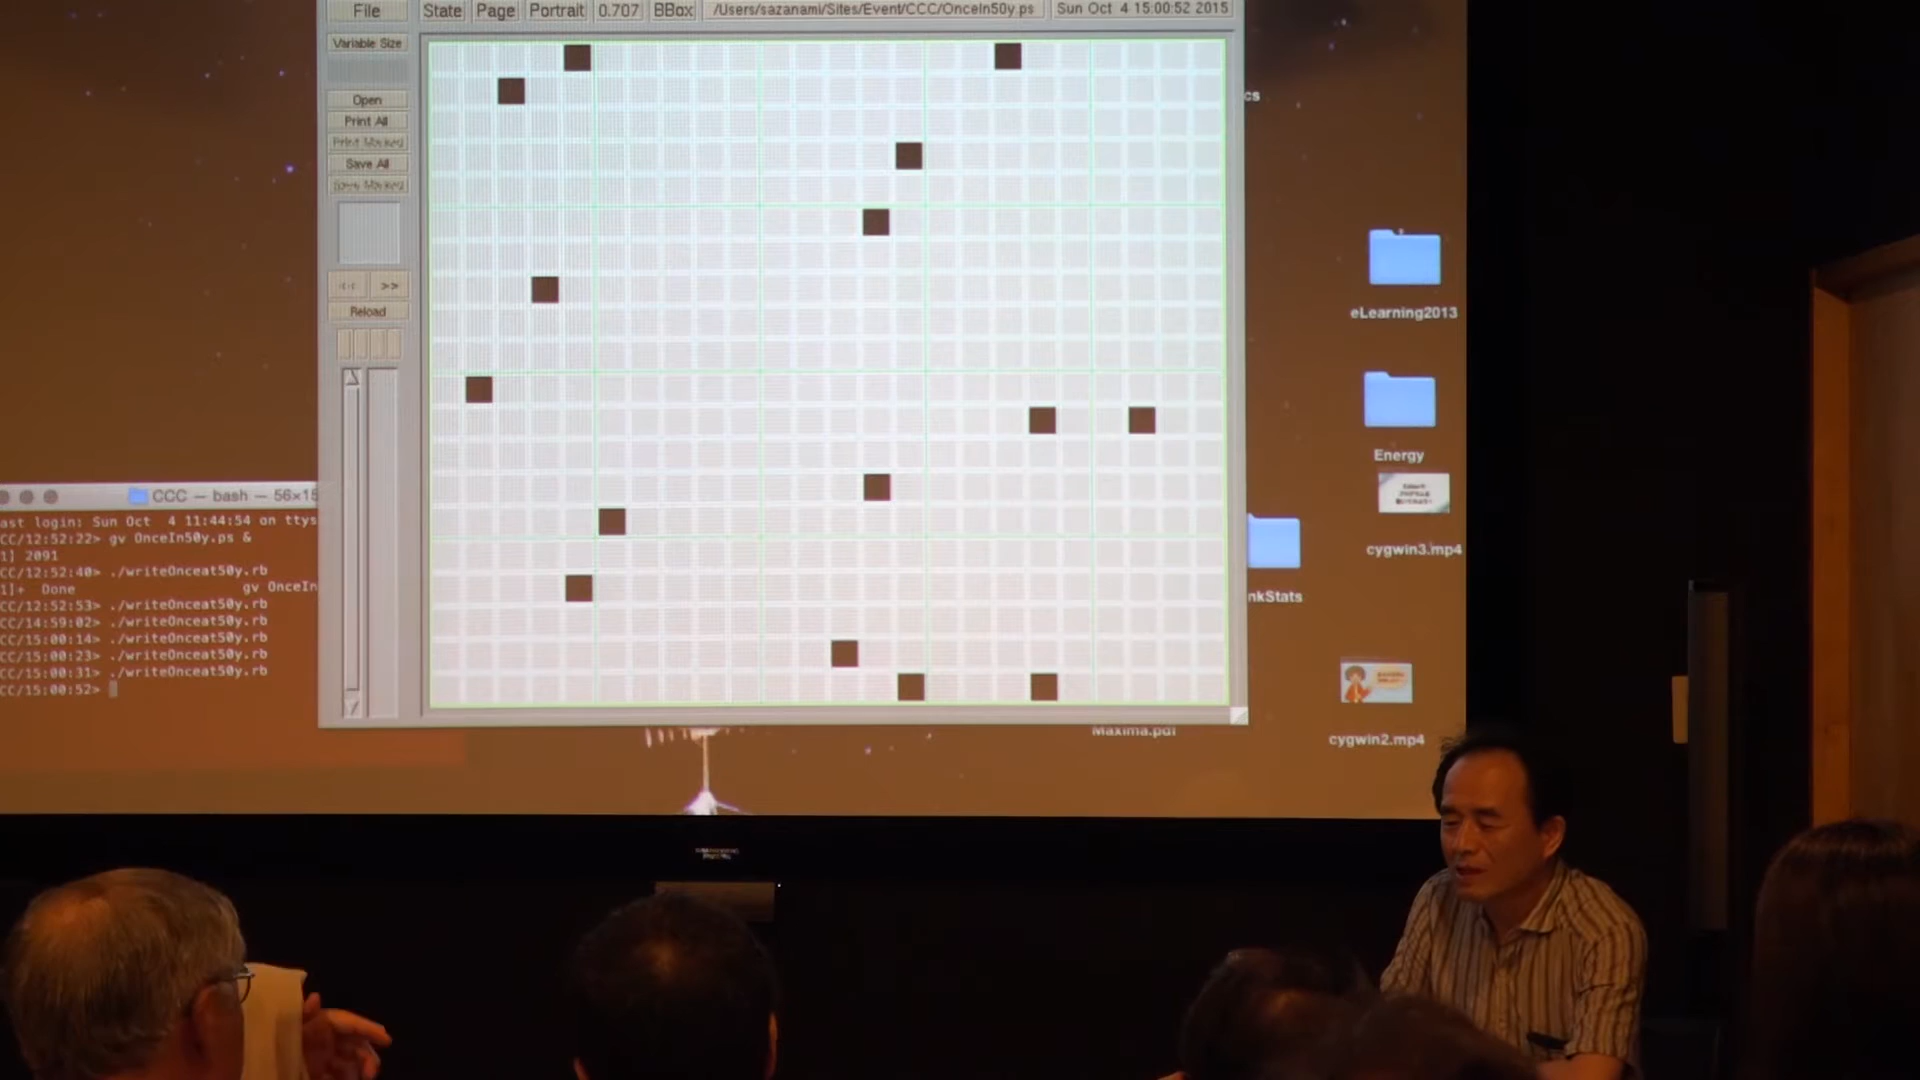 File State Page Portrait 0.707 BBox /Users/sazanami/Sites/Event/CCC/OnceIn50y.ps Sun Oct 4 15:00:52 2015
Variable Size
Open
Print All
Print Marked
Save All
Save Marked
<< >>
Reload
cs
eLearning2013
Energy
cygwin3.mp4
nkStats
cygwin2.mp4
Maxima.pdf
CCC — bash — 56×15
ast login: Sun Oct 4 11:44:54 on ttys
CC/12:52:22> gv OnceIn50y.ps &
1] 2091
CC/12:52:40> ./writeOnceat50y.rb
1]+ Done gv OnceIn
CC/12:52:53> ./writeOnceat50y.rb
CC/14:59:02> ./writeOnceat50y.rb
CC/15:00:14> ./writeOnceat50y.rb
CC/15:00:23> ./writeOnceat50y.rb
CC/15:00:31> ./writeOnceat50y.rb
CC/15:00:52>